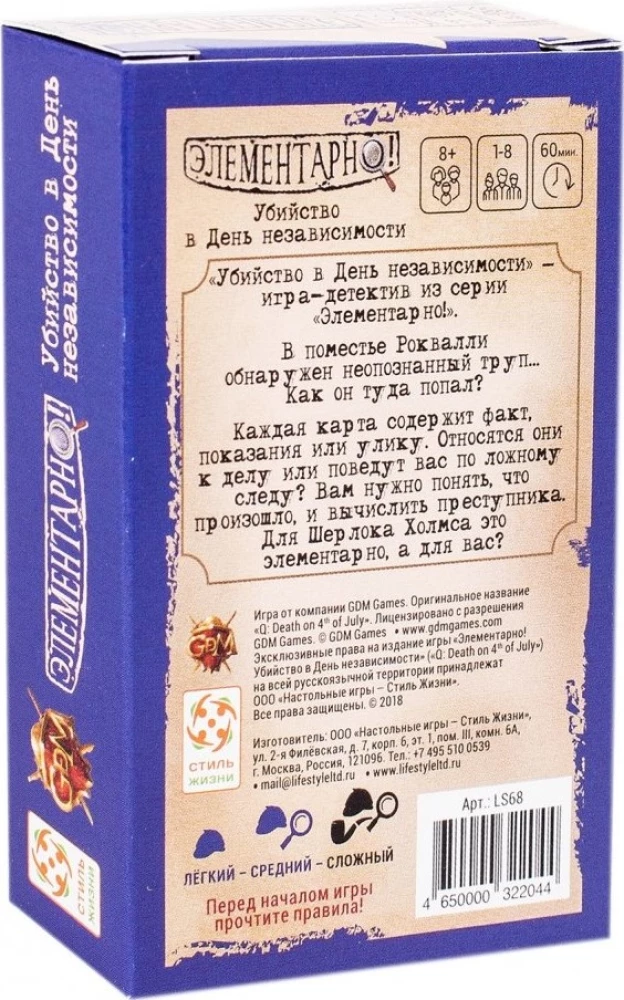 Убийство в День
независимости
ЭЛЕМЕНТАРНО!
GDM
СТИЛЬ
ЖИЗНИ
ЭЛЕМЕНТАРНО!
Убийство
в День независимости
8+
1-8
60мин.
«Убийство в День независимости» –
игра-детектив из серии
«Элементарно!».
В поместье Роквалли
обнаружен неопознанный труп...
Как он туда попал?
Каждая карта содержит факт,
показания или улику. Относятся они
к делу или поведут вас по ложному
следу? Вам нужно понять, что
произошло, и вычислить преступника.
Для Шерлока Холмса это
элементарно, а для вас?
GDM
Игра от компании GDM Games. Оригинальное название
«Q: Death on 4th of July». Лицензировано с разрешения
GDM Games. © GDM Games • www.gdmgames.com
Эксклюзивные права на издание игры «Элементарно!
Убийство в День независимости» («Q: Death on 4th of July»)
на всей русскоязычной территории принадлежат
ООО «Настольные игры – Стиль Жизни».
Все права защищены. © 2018
СТИЛЬ
ЖИЗНИ
Изготовитель: ООО «Настольные игры – Стиль Жизни»,
ул. 2-я Филёвская, д. 7, корп. 6, эт. 1, пом. III, комн. 6А,
г. Москва, Россия, 121096. Тел.: +7 495 510 0539
• mail@lifestyleltd.ru • www.lifestyleltd.ru
ЛЁГКИЙ – СРЕДНИЙ – СЛОЖНЫЙ
Перед началом игры
прочтите правила!
Арт.: LS68
4 650000 322044